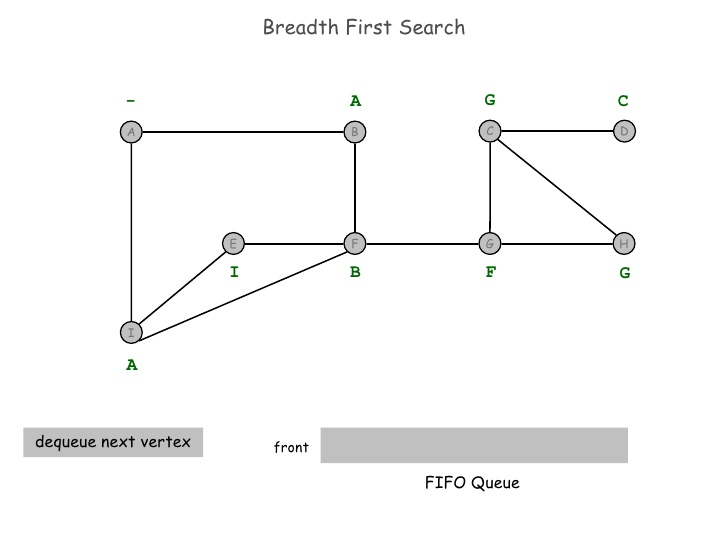 Breadth First Search
- A G C
A B C D
E F G H
I B F G
I
A
dequeue next vertex
front
FIFO Queue